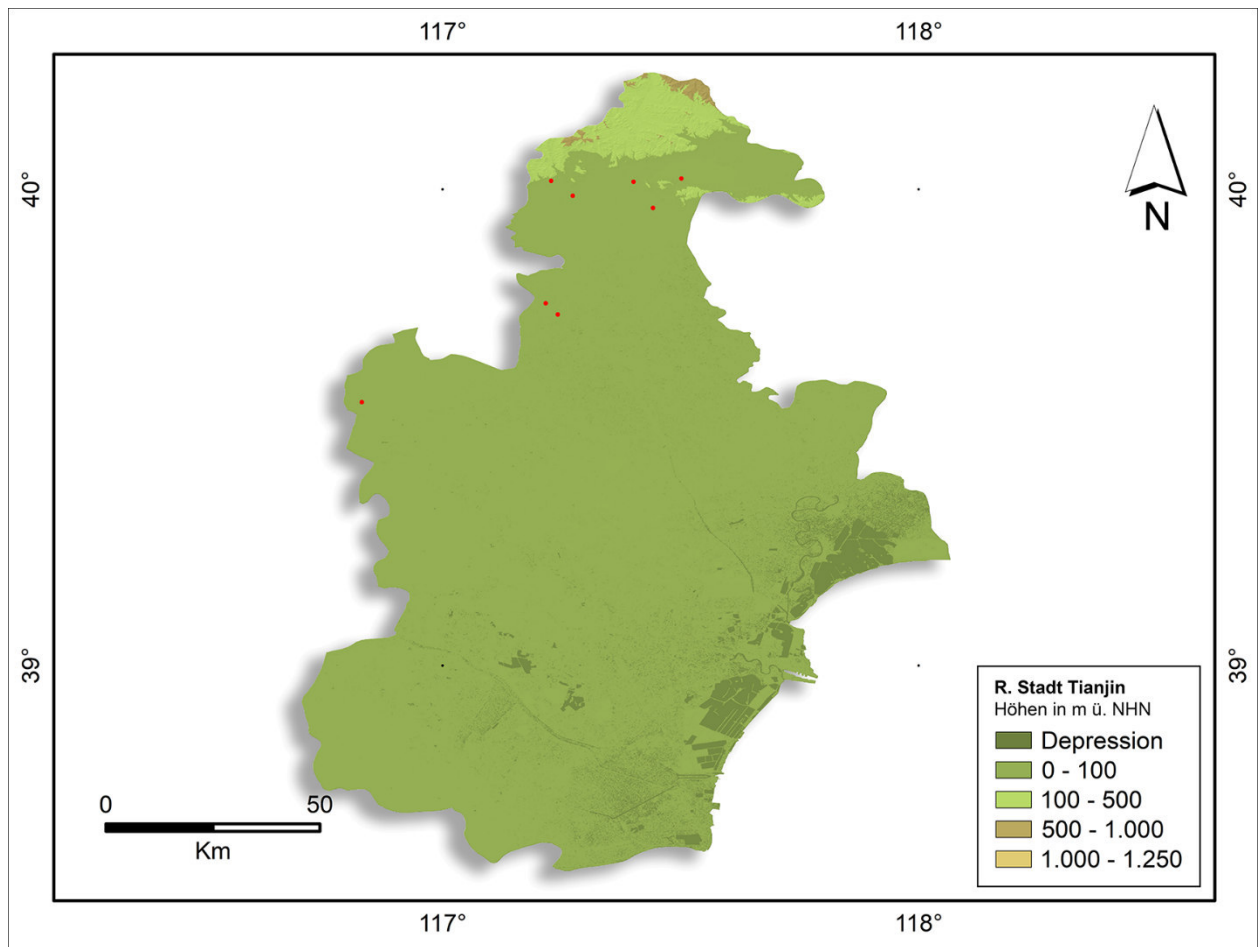 117° 118°
40° 40°
N
39° 39°
R. Stadt Tianjin
Höhen in m ü. NHN
Depression
0 - 100
100 - 500
500 - 1.000
1.000 - 1.250
0 50
Km
117° 118°